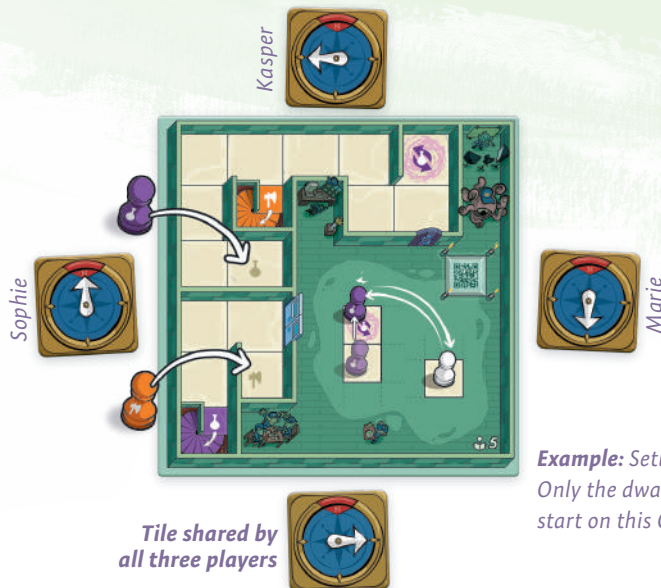 Kasper
Sophie
Marie
5
Example: Set
Only the dwa
start on this
Tile shared by
all three players